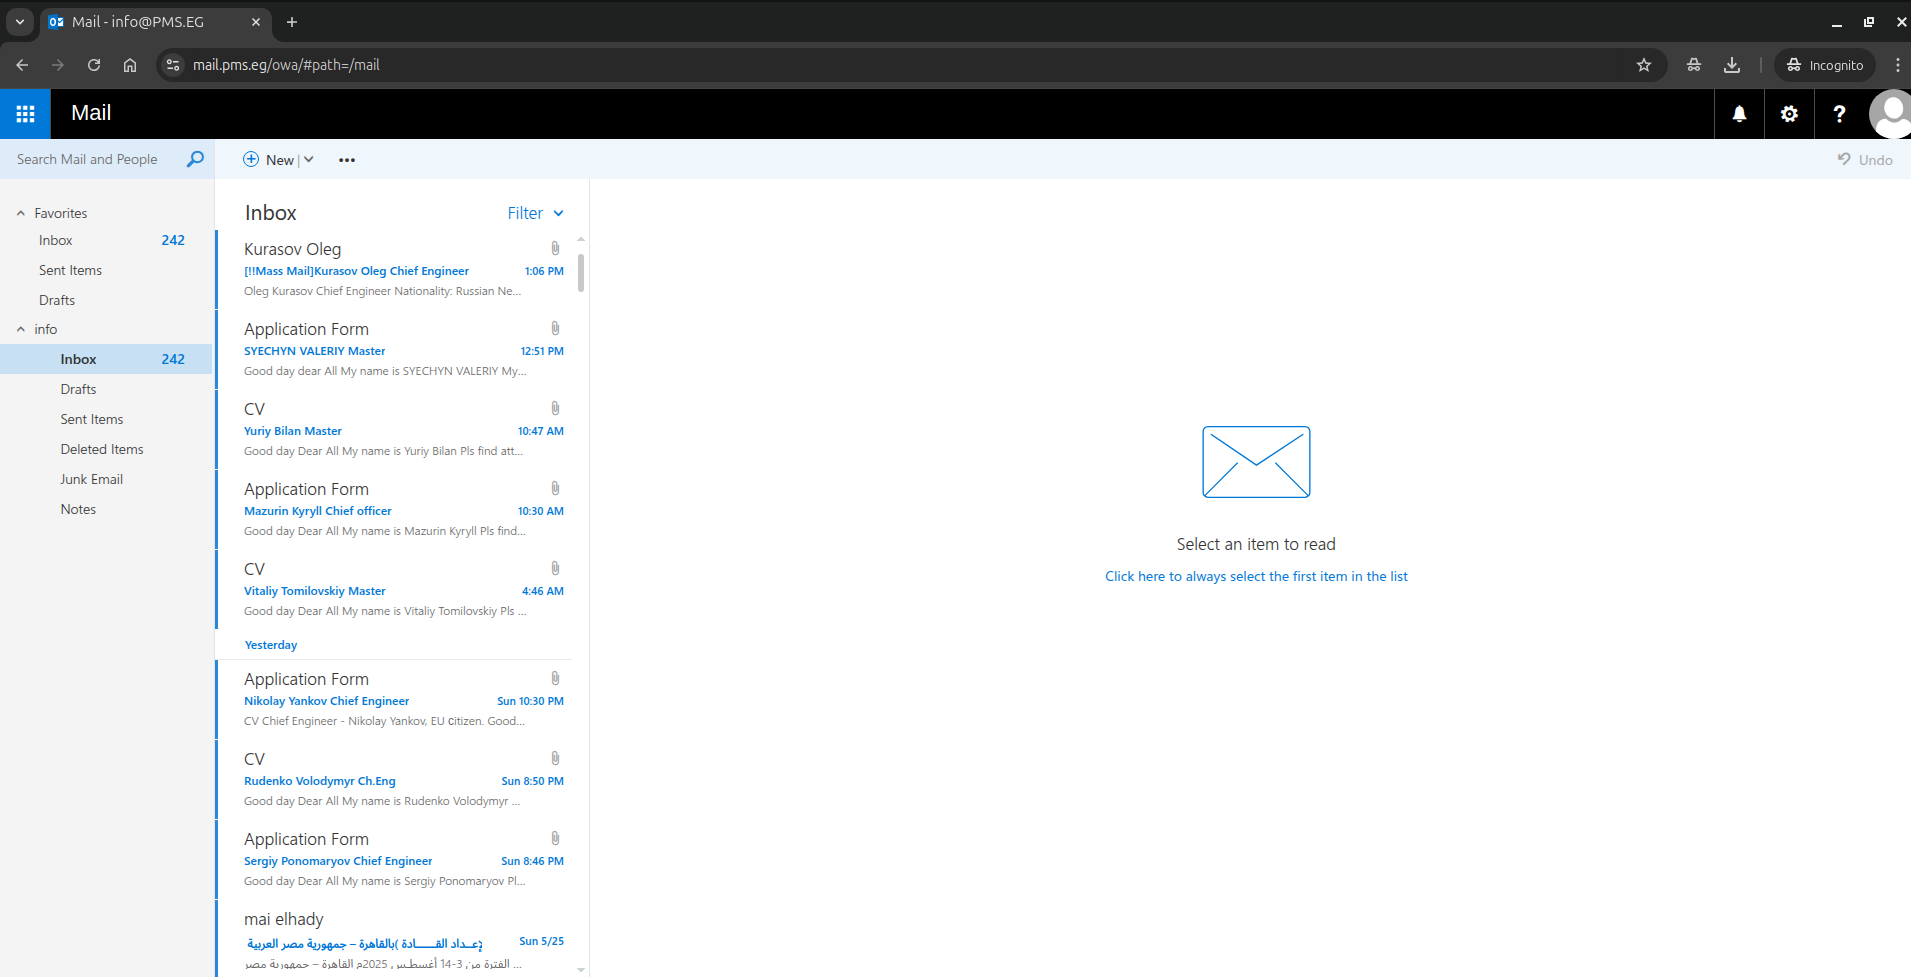 Mail - info@PMS.EG
mail.pms.eg/owa/#path=/mail
Incognito
Mail
?
Search Mail and People
New
Undo
Favorites
Inbox 242
Sent Items
Drafts
info
Inbox 242
Drafts
Sent Items
Deleted Items
Junk Email
Notes
Inbox
Filter
Kurasov Oleg
[!!Mass Mail]Kurasov Oleg Chief Engineer 1:06 PM
Oleg Kurasov Chief Engineer Nationality: Russian Ne...
Application Form
SYECHYN VALERIY Master 12:51 PM
Good day dear All My name is SYECHYN VALERIY My...
CV
Yuriy Bilan Master 10:47 AM
Good day Dear All My name is Yuriy Bilan Pls find att...
Application Form
Mazurin Kyryll Chief officer 10:30 AM
Good day Dear All My name is Mazurin Kyryll Pls find...
CV
Vitaliy Tomilovskiy Master 4:46 AM
Good day Dear All My name is Vitaliy Tomilovskiy Pls ...
Yesterday
Application Form
Nikolay Yankov Chief Engineer Sun 10:30 PM
CV Chief Engineer - Nikolay Yankov, EU citizen. Good...
CV
Rudenko Volodymyr Ch.Eng Sun 8:50 PM
Good day Dear All My name is Rudenko Volodymyr ...
Application Form
Sergiy Ponomaryov Chief Engineer Sun 8:46 PM
Good day Dear All My name is Sergiy Ponomaryov Pl...
mai elhady
لإعــداد القــــــادة )بالقاهرة – جمهورية مصر العربية Sun 5/25
الفترة من 3-14 أغسطـس 2025م القاهرة – جمهورية مصر ...
Select an item to read
Click here to always select the first item in the list